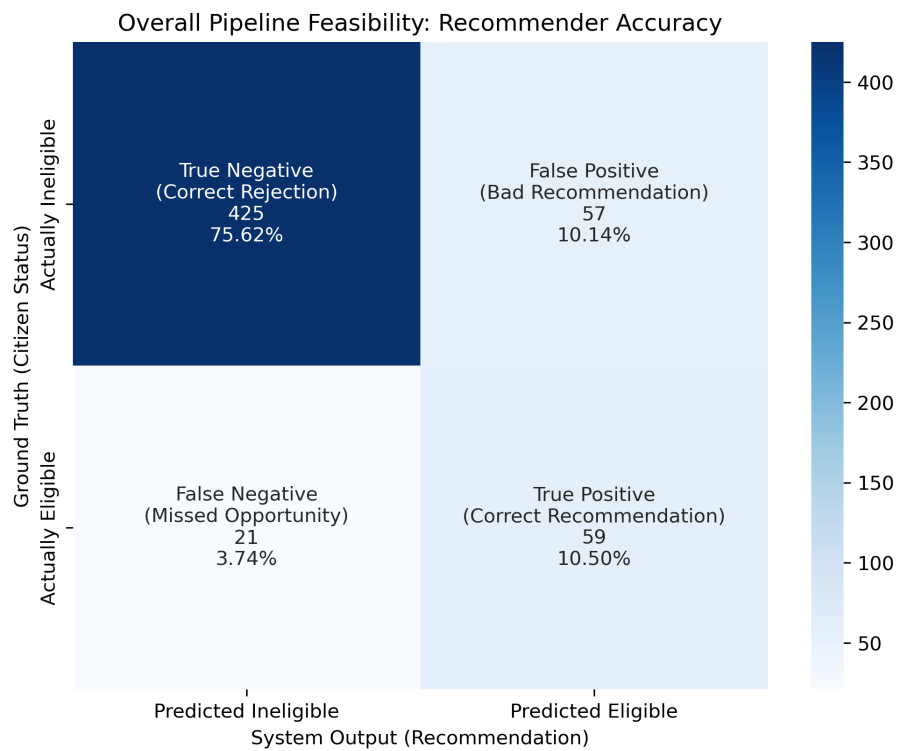 Overall Pipeline Feasibility: Recommender Accuracy
Ground Truth (Citizen Status)
Actually Ineligible
True Negative
(Correct Rejection)
425
75.62%
False Positive
(Bad Recommendation)
57
10.14%
Actually Eligible
False Negative
(Missed Opportunity)
21
3.74%
True Positive
(Correct Recommendation)
59
10.50%
Predicted Ineligible
Predicted Eligible
System Output (Recommendation)
400
350
300
250
200
150
100
50